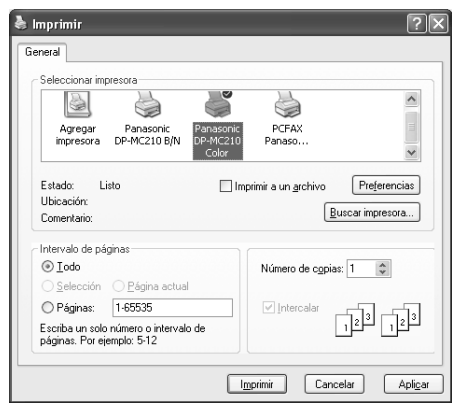 Imprimir
General
Seleccionar impresora
Agregar impresora
Panasonic DP-MC210 B/N
Panasonic DP-MC210 Color
PCFAX Panaso...
Estado: Listo
Ubicación:
Comentario:
Imprimir a un archivo
Preferencias
Buscar impresora...
Intervalo de páginas
Todo
Selección Página actual
Páginas: 1-65535
Escriba un solo número o intervalo de
páginas. Por ejemplo: 5-12
Número de copias: 1
Intercalar
1 2 3 1 2 3
Imprimir Cancelar Aplicar